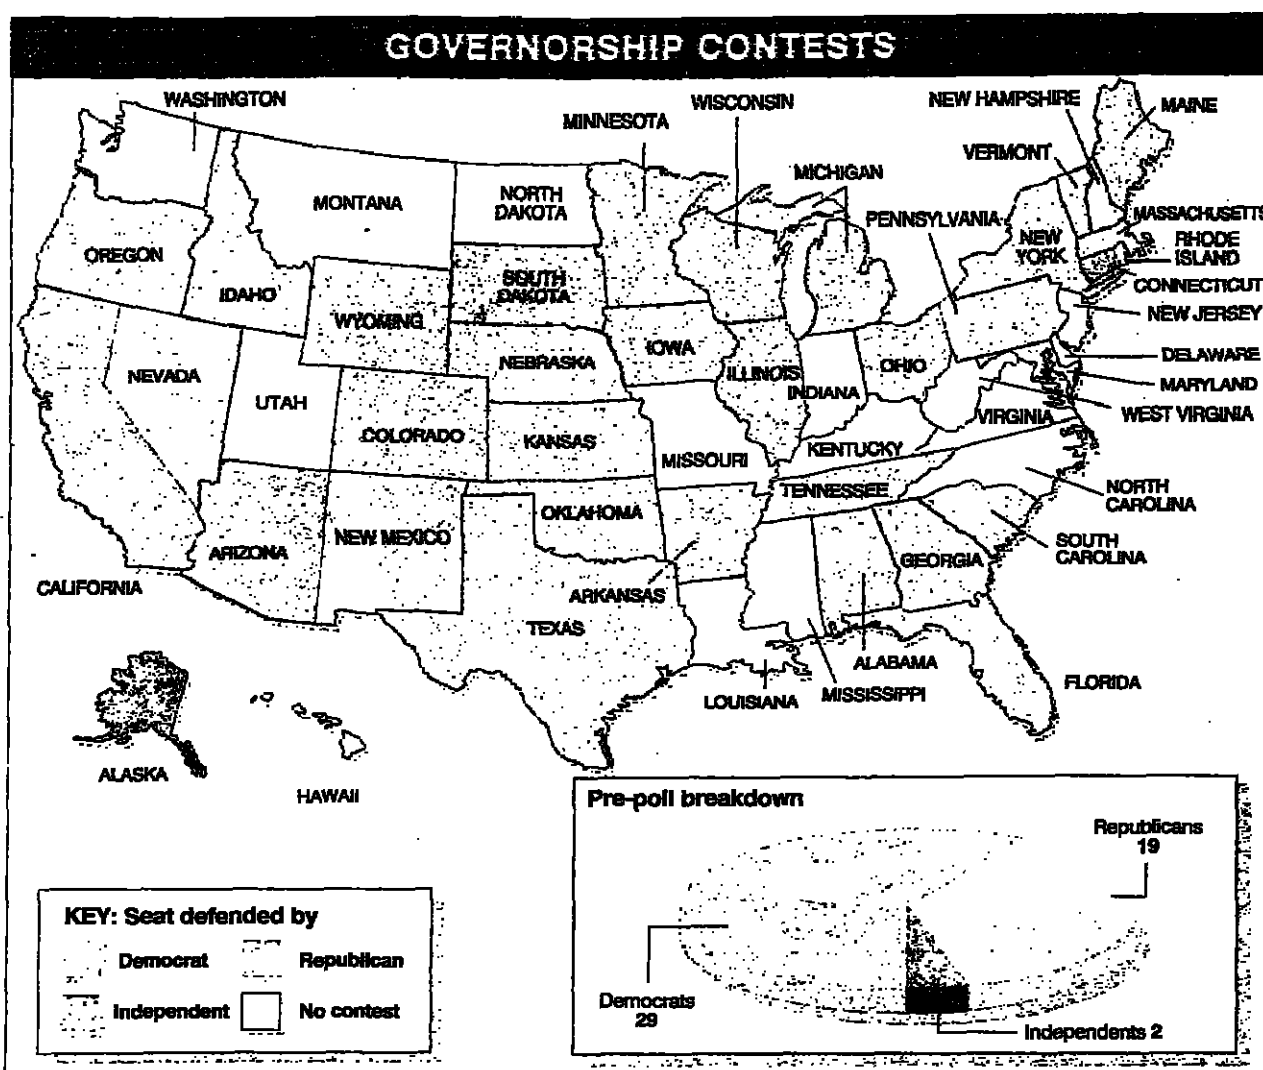 GOVERNORSHIP CONTESTS
WASHINGTON
MINNESOTA
WISCONSIN
NEW HAMPSHIRE
MAINE
VERMONT
MICHIGAN
MONTANA
NORTH
DAKOTA
PENNSYLVANIA
MASSACHUSETTS
NEW
YORK
RHODE
ISLAND
OREGON
IDAHO
SOUTH
DAKOTA
CONNECTICUT
NEW JERSEY
WYOMING
IOWA
DELAWARE
NEBRASKA
OHIO
NEVADA
ILLINOIS
INDIANA
MARYLAND
UTAH
VIRGINIA
WEST VIRGINIA
COLORADO
KANSAS
KENTUCKY
MISSOURI
TENNESSEE
NORTH
CAROLINA
OKLAHOMA
NEW MEXICO
ARIZONA
SOUTH
CAROLINA
GEORGIA
CALIFORNIA
ARKANSAS
TEXAS
ALABAMA
FLORIDA
LOUISIANA
MISSISSIPPI
ALASKA
HAWAII
Pre-poll breakdown
Republicans
19
Democrats
29
Independents 2
KEY: Seat defended by
Democrat
Republican
Independent
No contest